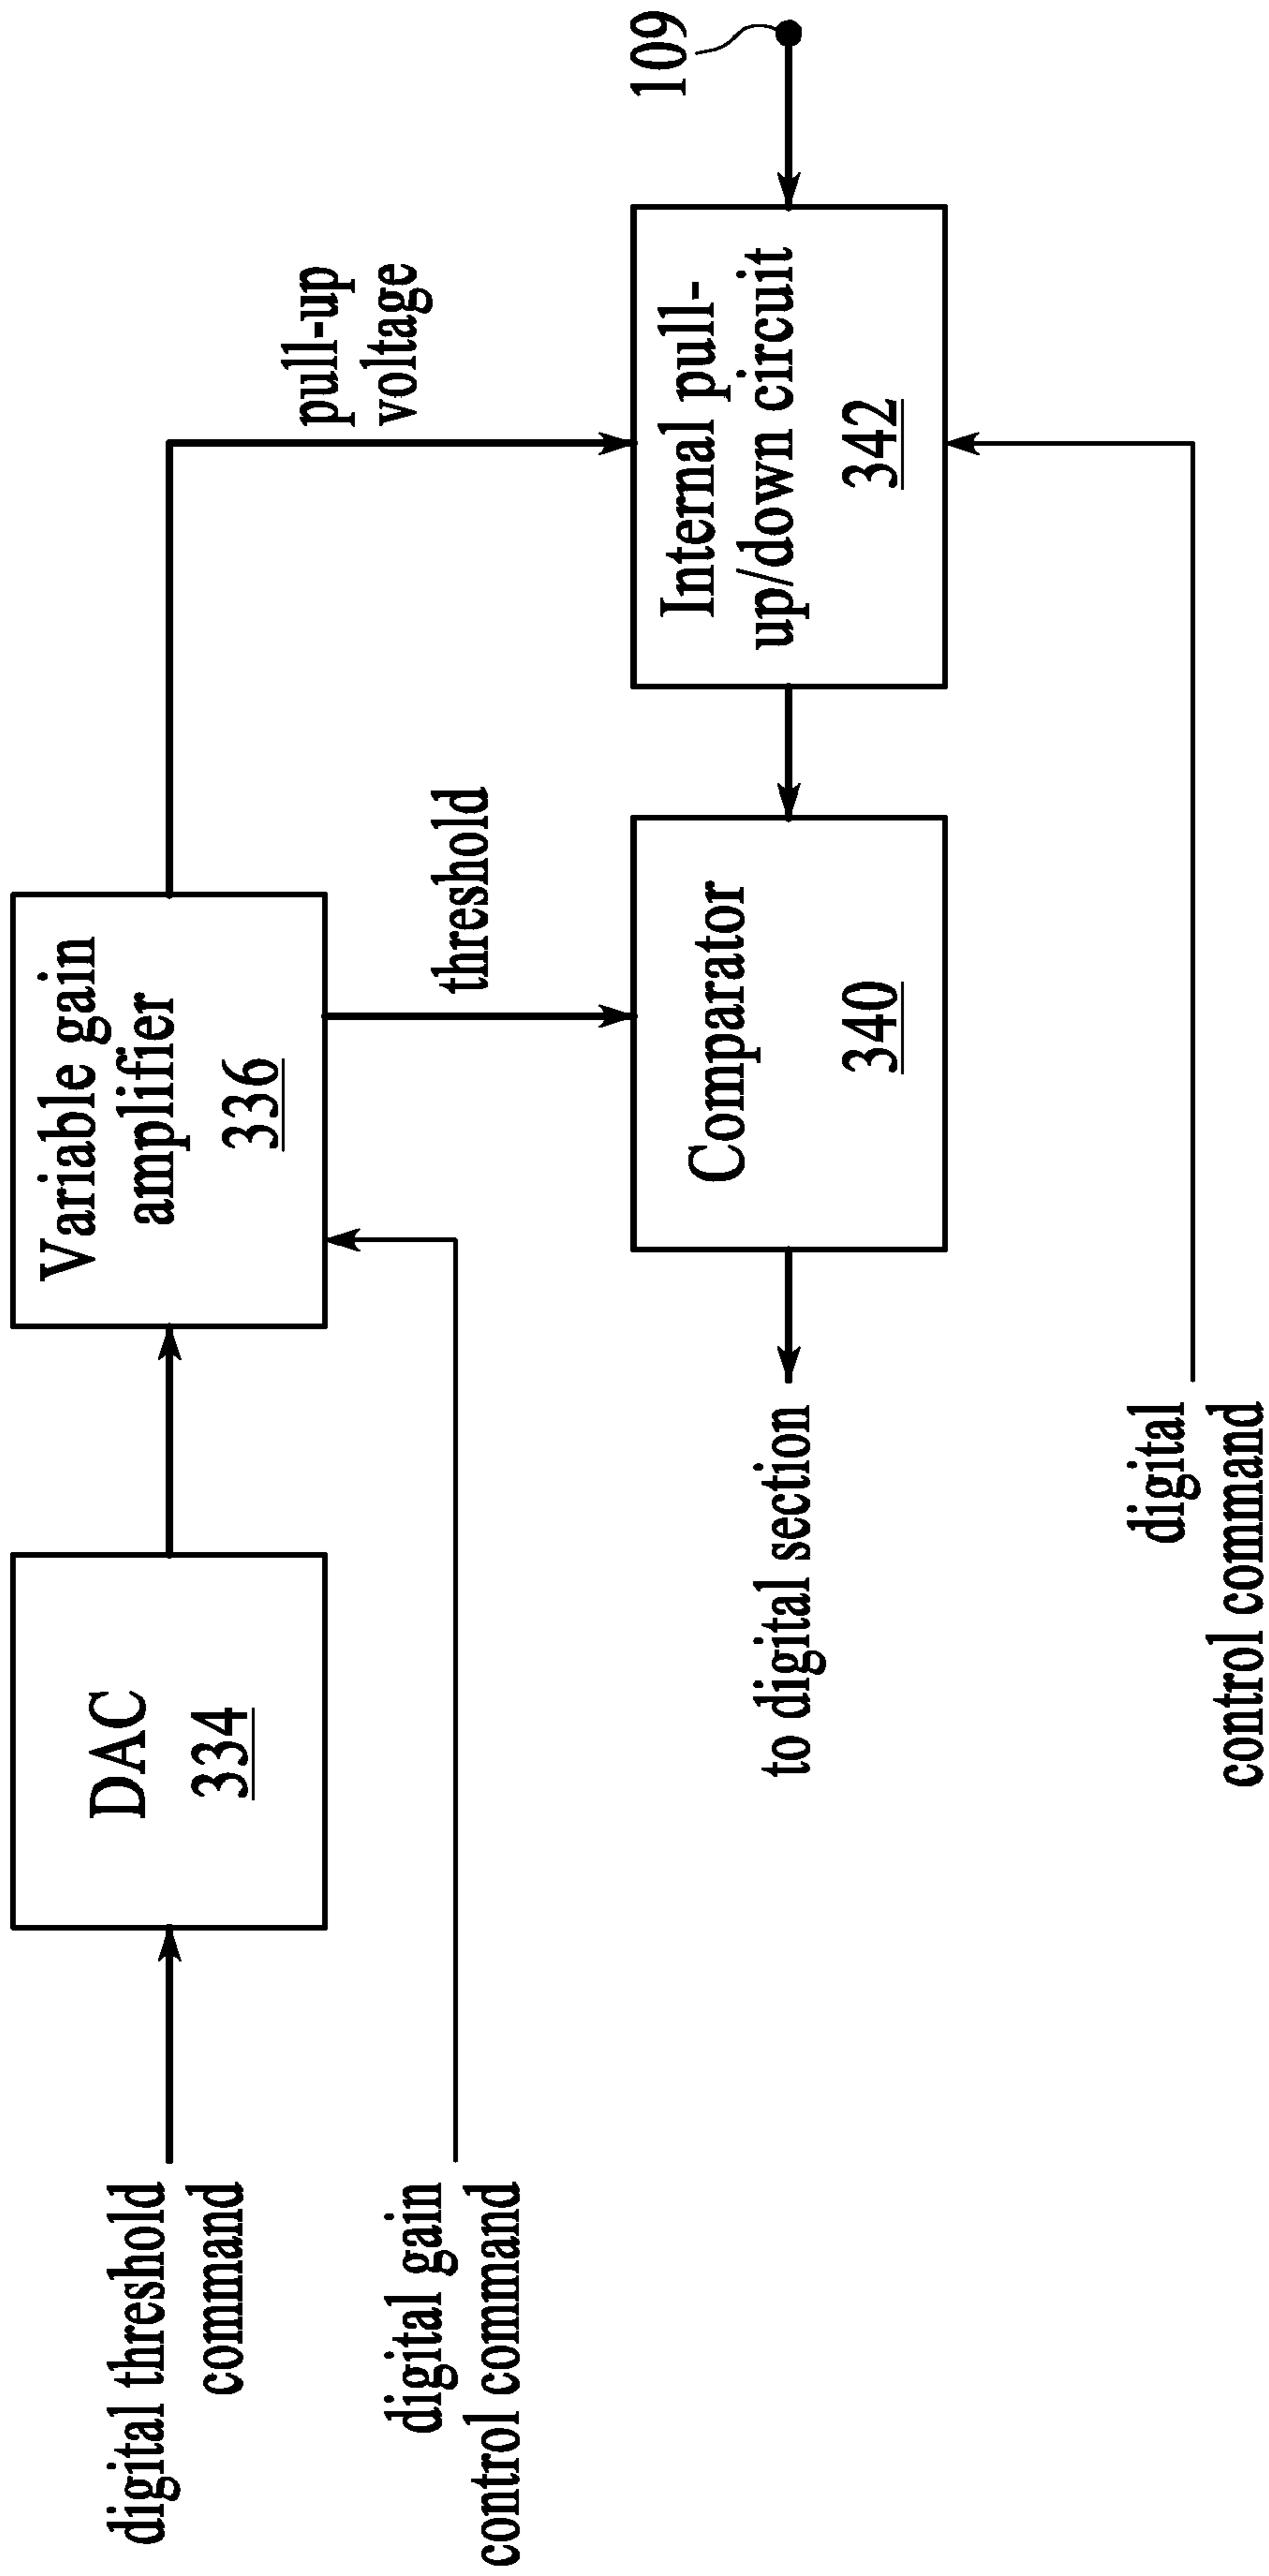 digital threshold
command
DAC
334
Variable gain
amplifier
336
pull-up
voltage
digital gain
control command
threshold
109
to digital section
Comparator
340
Internal pull-
up/down circuit
342
digital
control command